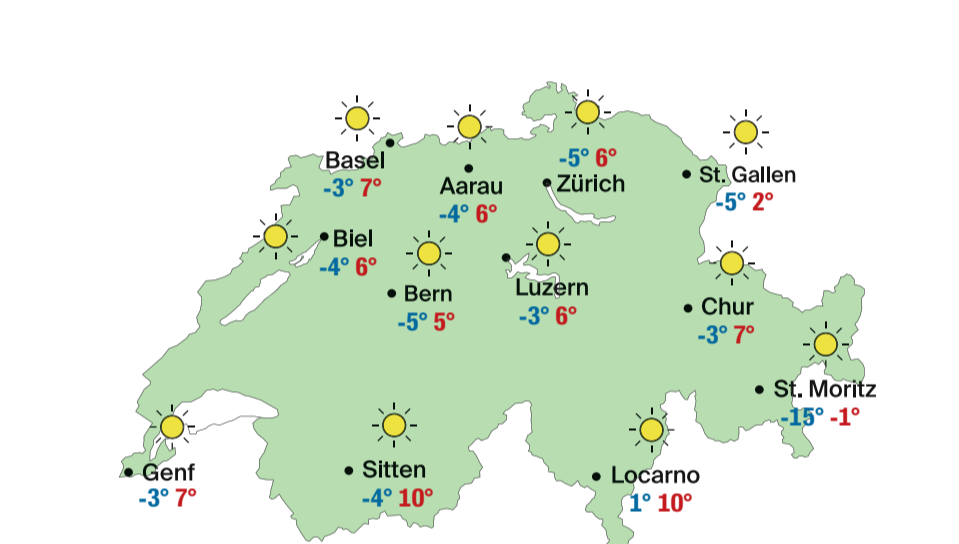 Basel
-3° 7°
Aarau
-4° 6°
-5° 6°
Zürich
St. Gallen
-5° 2°
Biel
-4° 6°
Bern
-5° 5°
Luzern
-3° 6°
Chur
-3° 7°
St. Moritz
-15° -1°
Genf
-3° 7°
Sitten
-4° 10°
Locarno
1° 10°